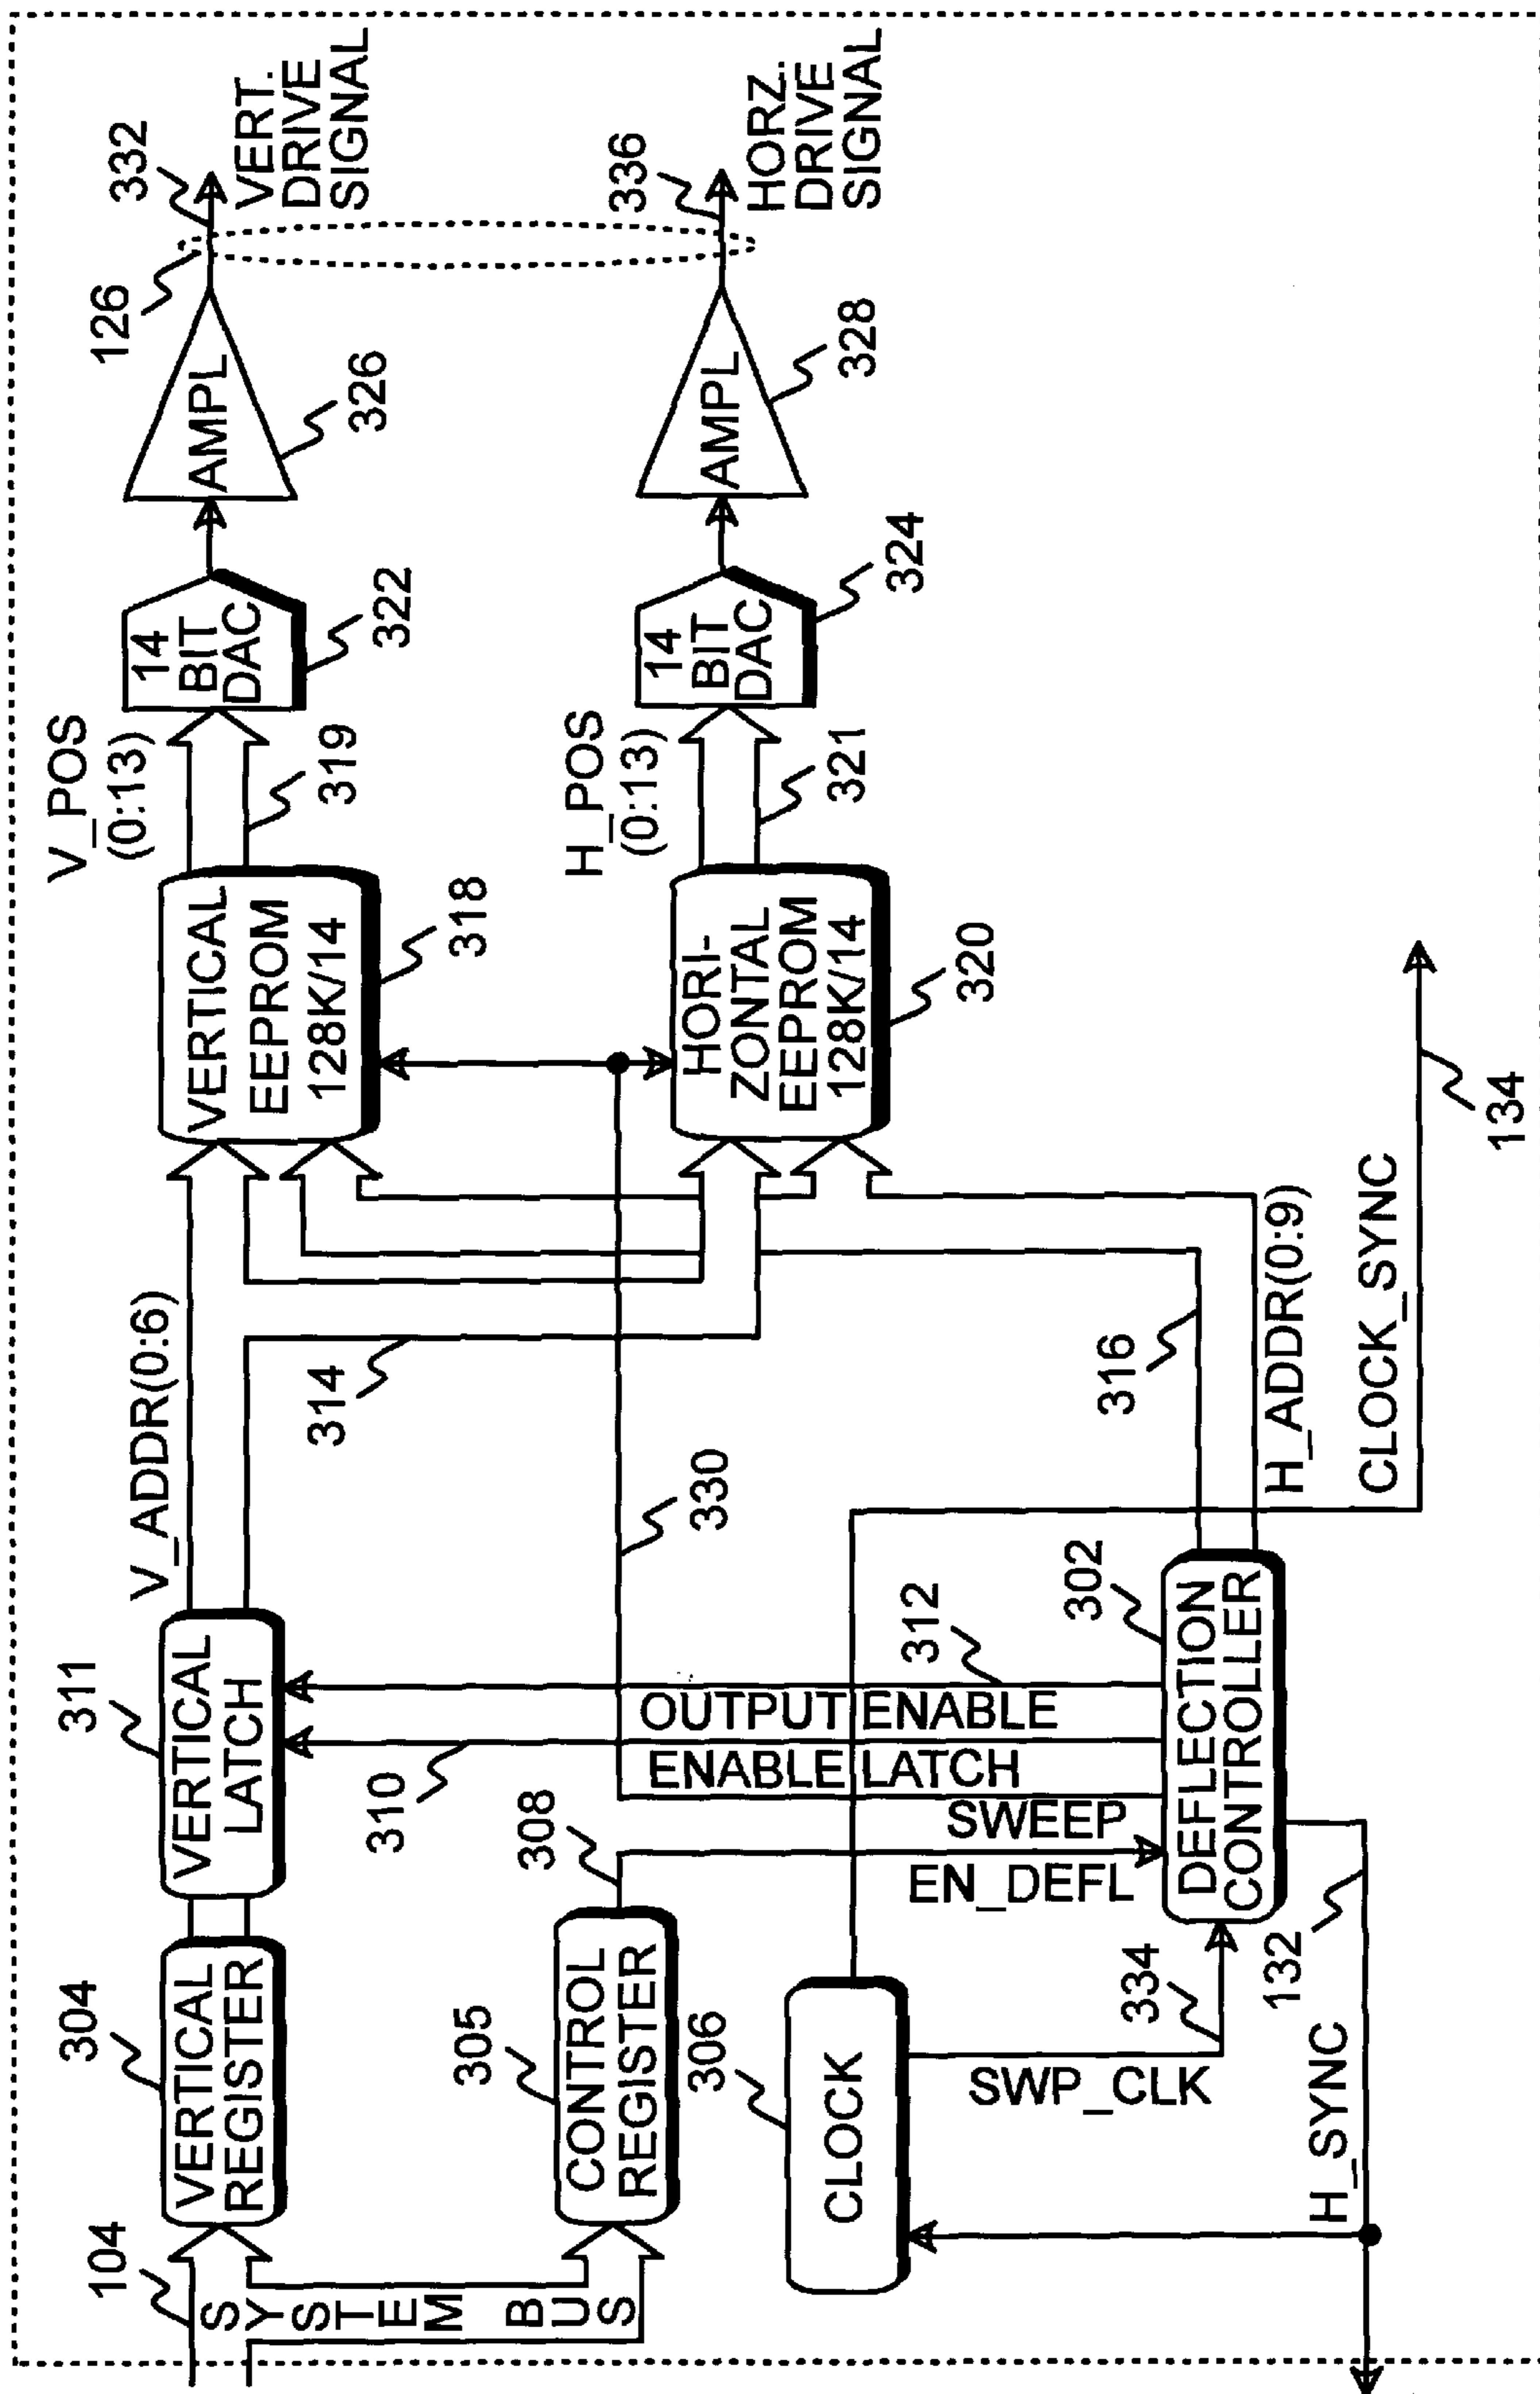 104
SYSTEM BUS
304
VERTICAL
REGISTER
311
VERTICAL
LATCH
V_ADDR(0:6)
314
VERTICAL
EEPROM
128K/14
318
V_POS
(0:13)
319
14
BIT
DAC
322
AMPL
326
126
332
VERT.
DRIVE
SIGNAL
305
CONTROL
REGISTER
308
310
312
OUTPUT ENABLE
ENABLE LATCH
SWEEP
EN_DEFL
330
HORI-
ZONTAL
EEPROM
128K/14
320
H_POS
(0:13)
321
14
BIT
DAC
324
AMPL
328
336
HORZ.
DRIVE
SIGNAL
306
CLOCK
SWP_CLK
334
302
DEFLECTION
CONTROLLER
316
H_ADDR(0:9)
H_SYNC
132
CLOCK_SYNC
134